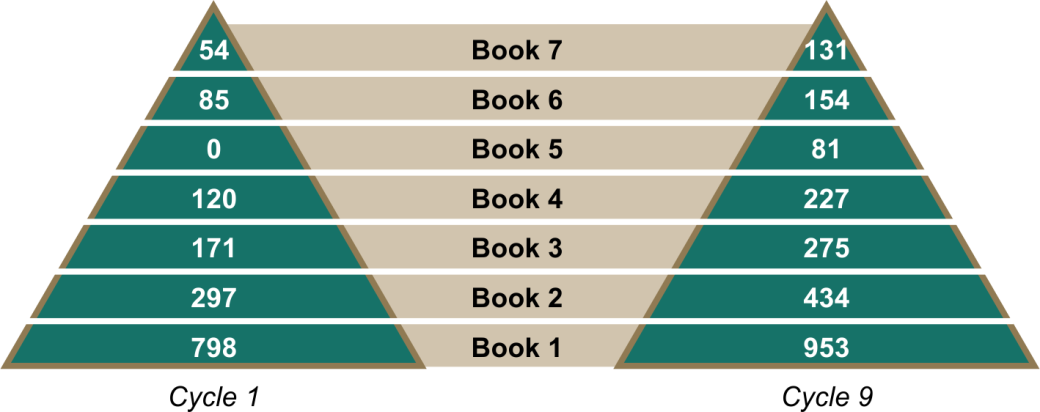 54 Book 7 131
85 Book 6 154
0 Book 5 81
120 Book 4 227
171 Book 3 275
297 Book 2 434
798 Book 1 953
Cycle 1 Cycle 9